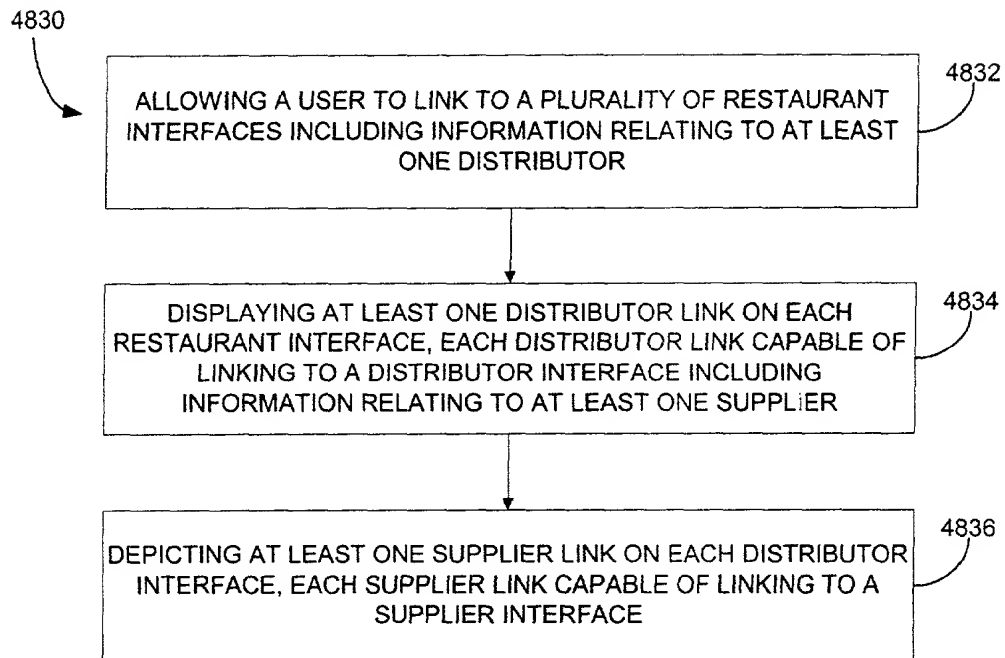 4830
4832
ALLOWING A USER TO LINK TO A PLURALITY OF RESTAURANT
INTERFACES INCLUDING INFORMATION RELATING TO AT LEAST
ONE DISTRIBUTOR
4834
DISPLAYING AT LEAST ONE DISTRIBUTOR LINK ON EACH
RESTAURANT INTERFACE, EACH DISTRIBUTOR LINK CAPABLE OF
LINKING TO A DISTRIBUTOR INTERFACE INCLUDING
INFORMATION RELATING TO AT LEAST ONE SUPPLIER
4836
DEPICTING AT LEAST ONE SUPPLIER LINK ON EACH DISTRIBUTOR
INTERFACE, EACH SUPPLIER LINK CAPABLE OF LINKING TO A
SUPPLIER INTERFACE